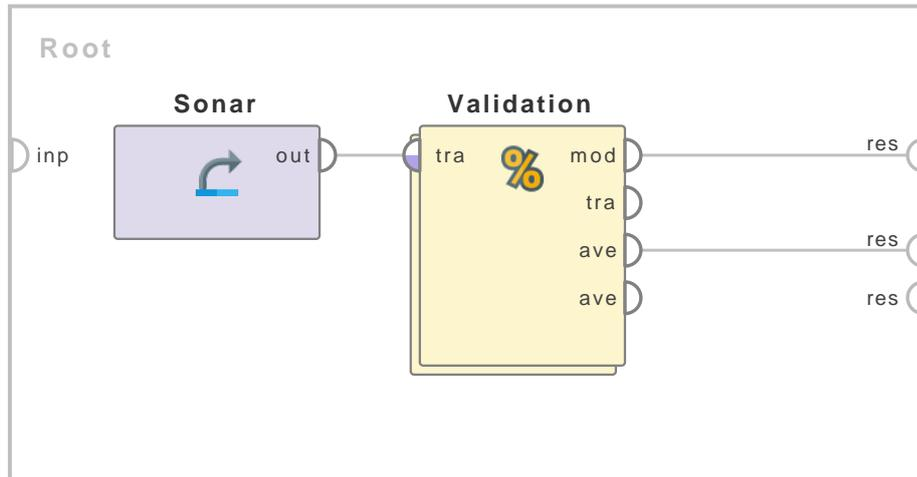 Root
Sonar
Validation
inp
out
tra
%
mod
res
tra
ave
res
ave
res